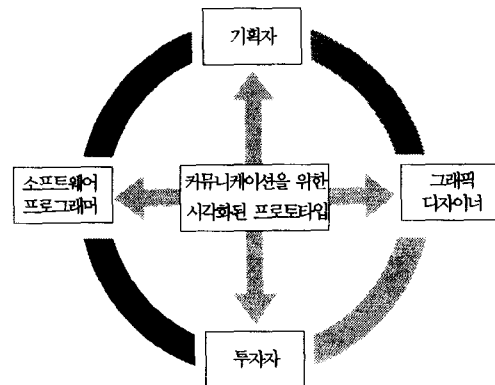 기획자
소프트웨어
프로그래머
커뮤니케이션을 위한
시각화된 프로토타입
그래픽
디자이너
투자자